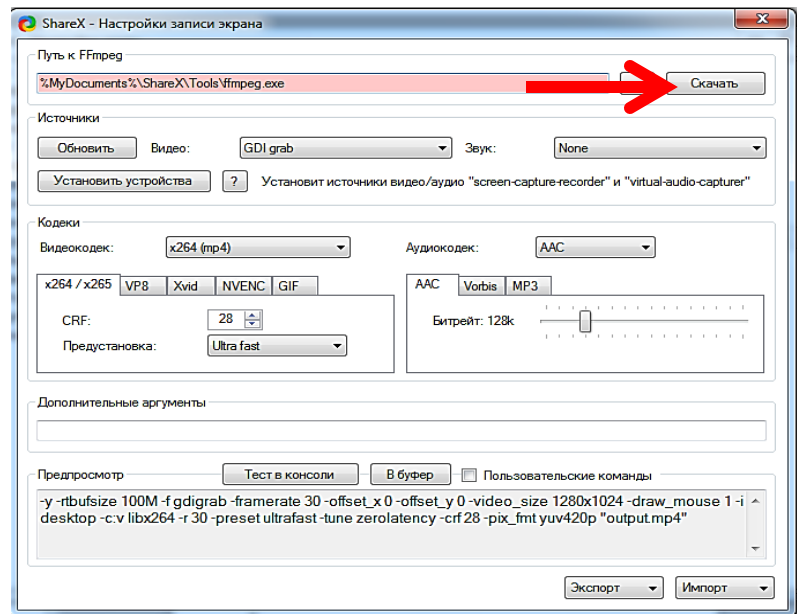 ShareX - Настройки записи экрана
Путь к FFmpeg
%MyDocuments%\ShareX\Tools\ffmpeg.exe
Скачать
Источники
Обновить Видео: GDI grab Звук: None
Установить устройства ? Установит источники видео/аудио "screen-capture-recorder" и "virtual-audio-capturer"
Кодеки
Видеокодек: x264 (mp4) Аудиокодек: AAC
x264 / x265 VP8 Xvid NVENC GIF AAC Vorbis MP3
CRF: 28 Битрейт: 128k
Предустановка: Ultra fast
Дополнительные аргументы
Предпросмотр Тест в консоли В буфер Пользовательские команды
-y -rtbufsize 100M -f gdigrab -framerate 30 -offset_x 0 -offset_y 0 -video_size 1280x1024 -draw_mouse 1 -i
desktop -c:v libx264 -r 30 -preset ultrafast -tune zerolatency -crf 28 -pix_fmt yuv420p "output.mp4"
Экспорт Импорт